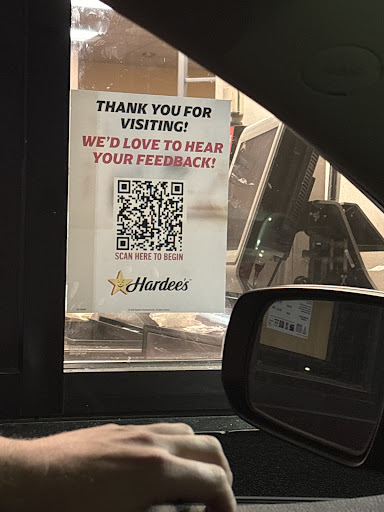 THANK YOU FOR
VISITING!
WE'D LOVE TO HEAR
YOUR FEEDBACK!
SCAN HERE TO BEGIN
Hardee's